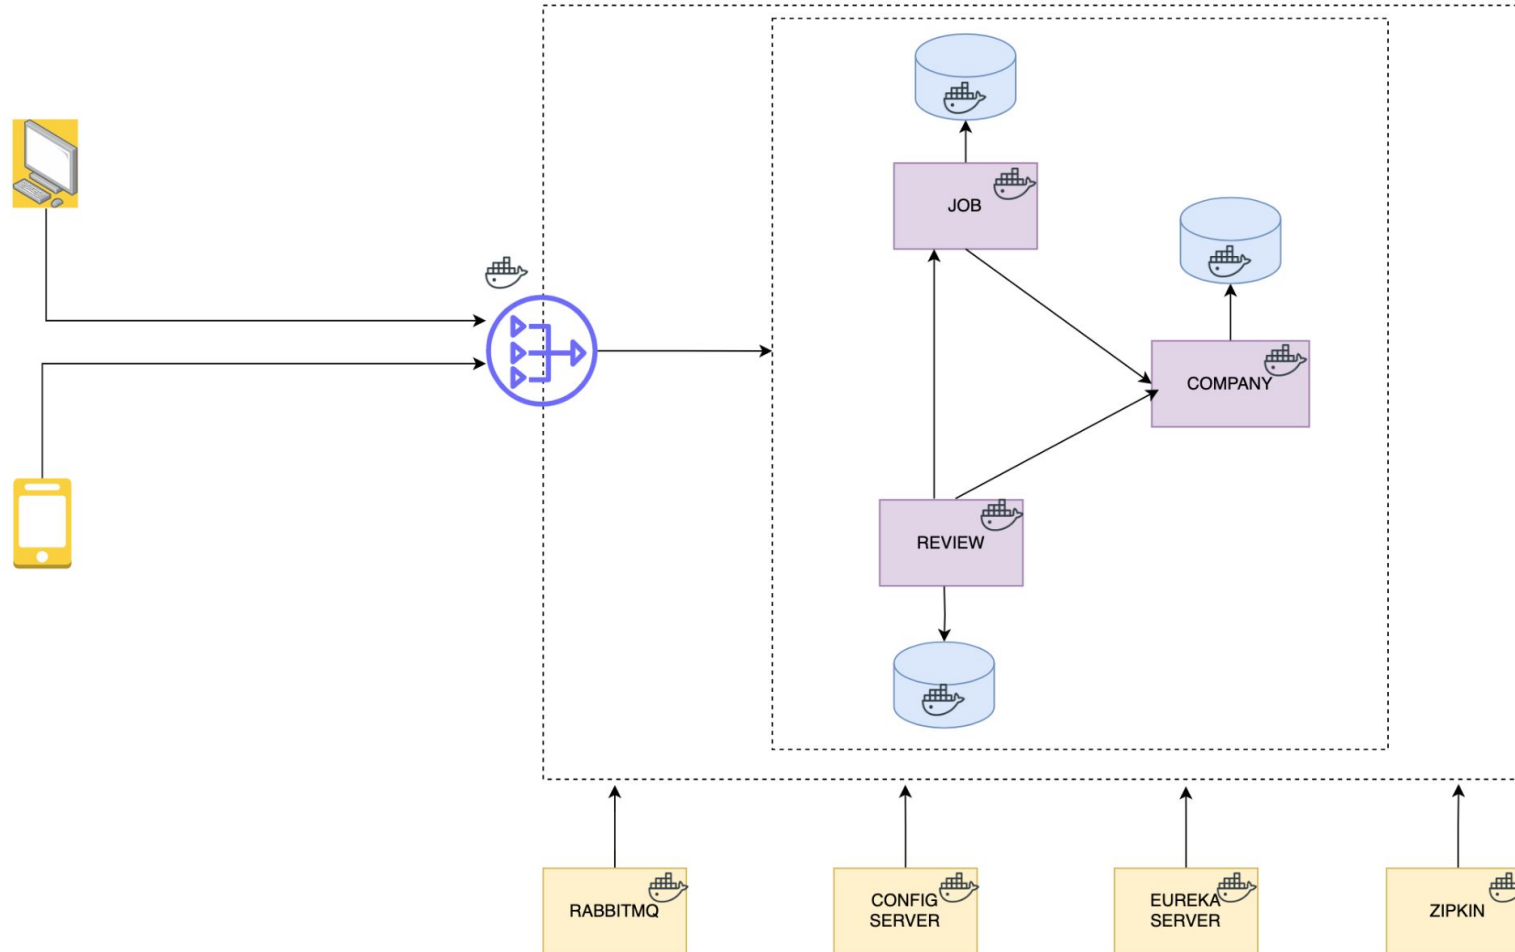 JOB
COMPANY
REVIEW
RABBITMQ
CONFIG
SERVER
EUREKA
SERVER
ZIPKIN